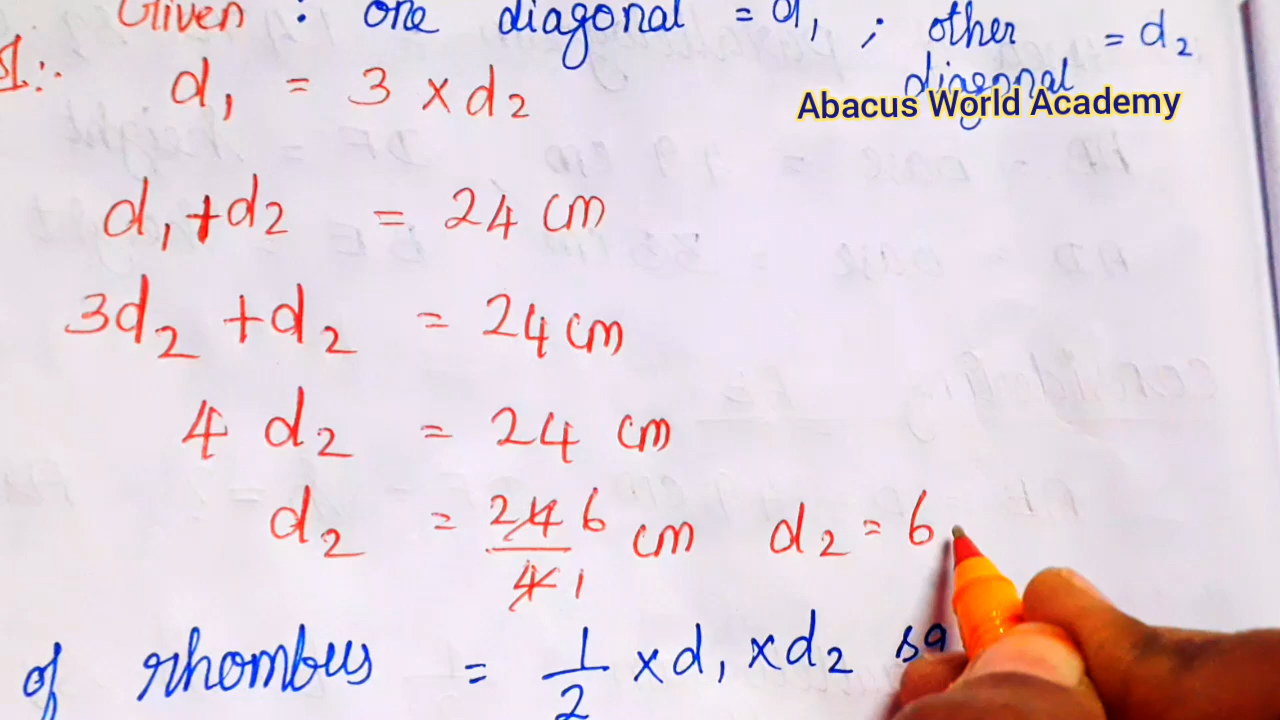 Given : one diagonal = d1 ; other diagonal = d2
Abacus World Academy
d1 = 3 × d2
d1 + d2 = 24 cm
3d2 + d2 = 24 cm
4 d2 = 24 cm
d2 = 24 6 / 4 1 cm d2 = 6
of rhombus = 1/2 × d1 × d2 sq